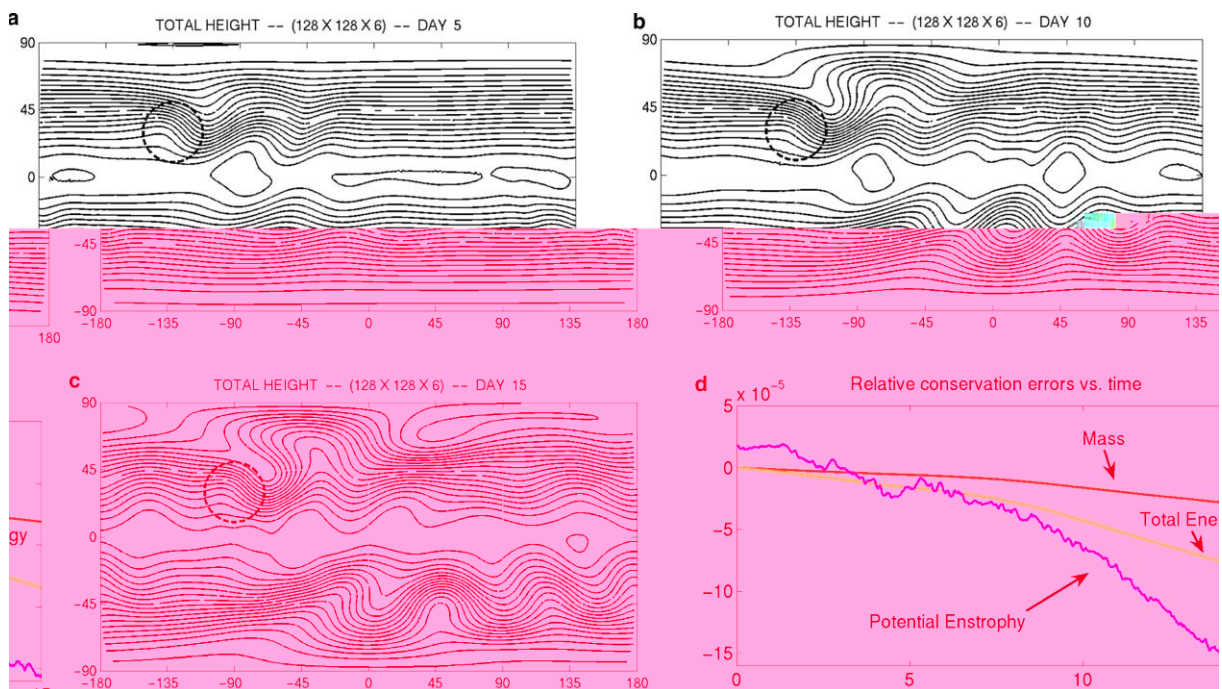 a
TOTAL HEIGHT -- (128 X 128 X 6) -- DAY 5
90
45
0
-45
-90
180
-180 -135 -90 -45 0 45 90 135 180
b
TOTAL HEIGHT -- (128 X 128 X 6) -- DAY 10
90
45
0
-45
-90
-180 -135 -90 -45 0 45 90 135
c
TOTAL HEIGHT -- (128 X 128 X 6) -- DAY 15
90
45
0
-45
-90
-180 -135 -90 -45 0 45 90 135 180
gy
d
Relative conservation errors vs. time
5 x 10⁻⁵
0
-5
-10
-15
0 5 10
Mass
Total Ene
Potential Enstrophy